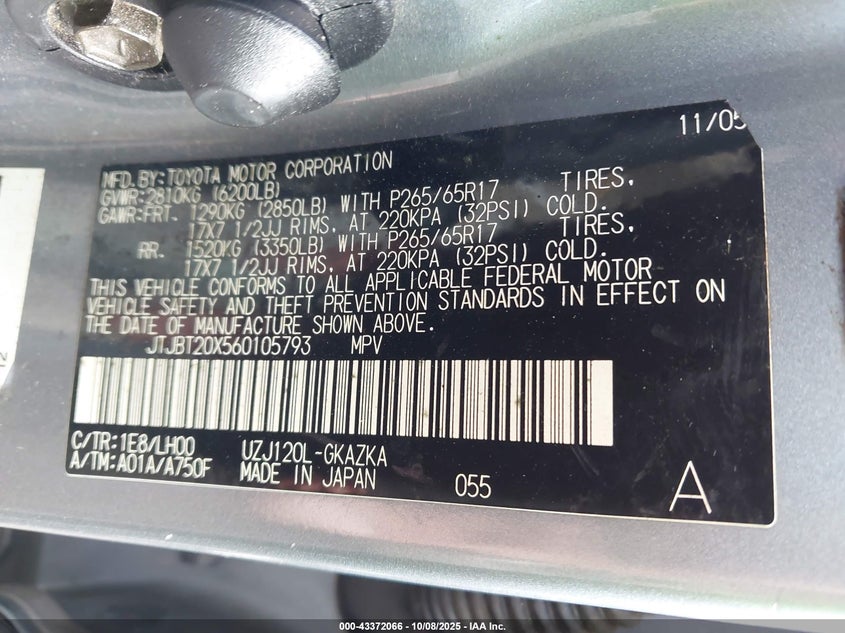 11/05
MFD.BY:TOYOTA MOTOR CORPORATION
GVWR:2810KG (6200LB)
GAWR:FRT. 1290KG (2850LB) WITH P265/65R17 TIRES,
17X7 1/2JJ RIMS, AT 220KPA (32PSI) COLD.
RR. 1520KG (3350LB) WITH P265/65R17 TIRES,
17X7 1/2JJ RIMS, AT 220KPA (32PSI) COLD.
THIS VEHICLE CONFORMS TO ALL APPLICABLE FEDERAL MOTOR
VEHICLE SAFETY AND THEFT PREVENTION STANDARDS IN EFFECT ON
THE DATE OF MANUFACTURE SHOWN ABOVE.
JTJBT20X560105793 MPV
C/TR:1E8/LH00 UZJ120L-GKAZKA
A/TM:A01A/A750F MADE IN JAPAN 055 A
000-43372066 - 10/08/2025 - IAA Inc.